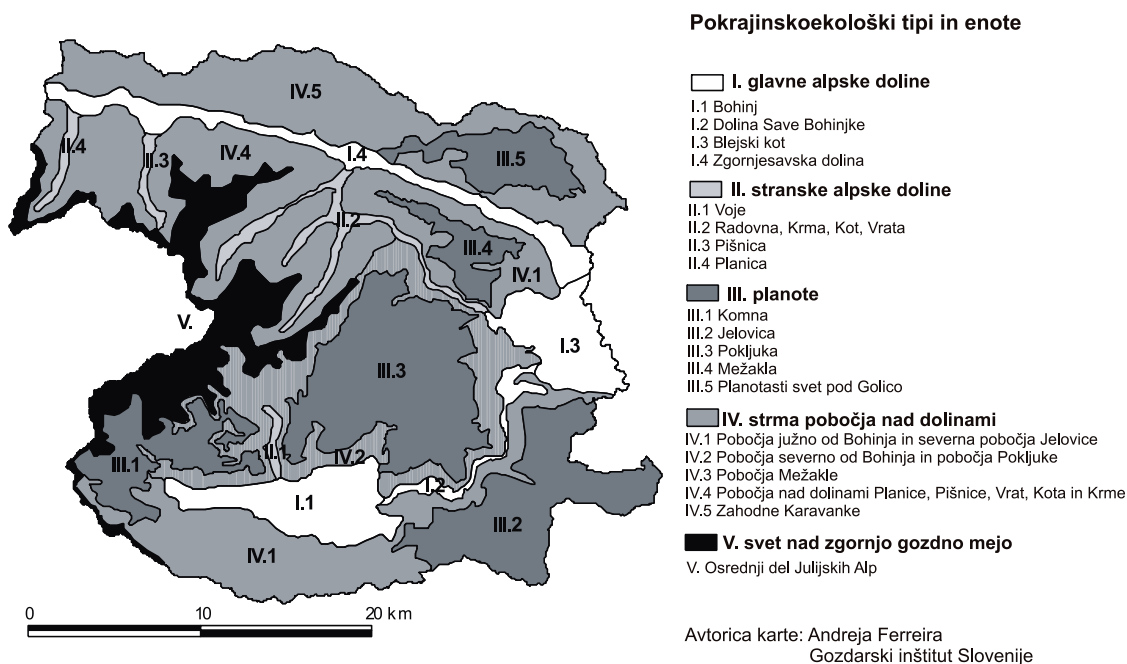 Pokrajinskoekološki tipi in enote
I. glavne alpske doline
I.1 Bohinj
I.2 Dolina Save Bohinjke
I.3 Blejski kot
I.4 Zgornjesavska dolina
II. stranske alpske doline
II.1 Voje
II.2 Radovna, Krma, Kot, Vrata
II.3 Pišnica
II.4 Planica
III. planote
III.1 Komna
III.2 Jelovica
III.3 Pokljuka
III.4 Mežakla
III.5 Planotasti svet pod Golico
IV. strma pobočja nad dolinami
IV.1 Pobočja južno od Bohinja in severna pobočja Jelovice
IV.2 Pobočja severno od Bohinja in pobočja Pokljuke
IV.3 Pobočja Mežakle
IV.4 Pobočja nad dolinami Planice, Pišnice, Vrat, Kota in Krme
IV.5 Zahodne Karavanke
V. svet nad zgornjo gozdno mejo
V. Osrednji del Julijskih Alp
Avtorica karte: Andreja Ferreira
Gozdarski inštitut Slovenije
IV.5
II.4
II.3
IV.4
I.4
III.5
II.2
III.4
IV.1
V.
I.3
III.3
II.1
III.1
IV.2
I.2
I.1
III.2
IV.1
0 10 20 km